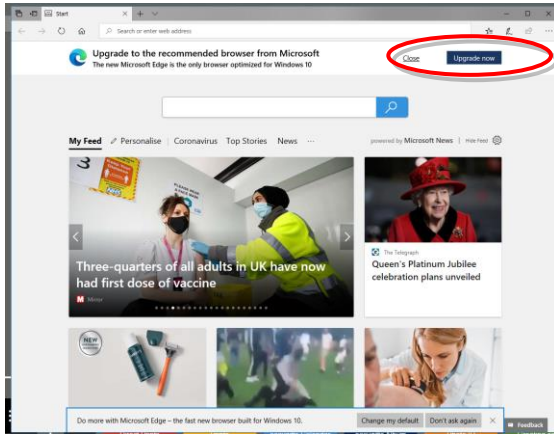 Start
Search or enter web address
Upgrade to the recommended browser from Microsoft
The new Microsoft Edge is the only browser optimized for Windows 10
Close
Upgrade now
My Feed
Personalise
Coronavirus
Top Stories
News
powered by Microsoft News
Hide Feed
3
Three-quarters of all adults in UK have now
had first dose of vaccine
M Mirror
The Telegraph
Queen's Platinum Jubilee
celebration plans unveiled
NEW
Do more with Microsoft Edge – the fast new browser built for Windows 10.
Change my default
Don't ask again
Feedback